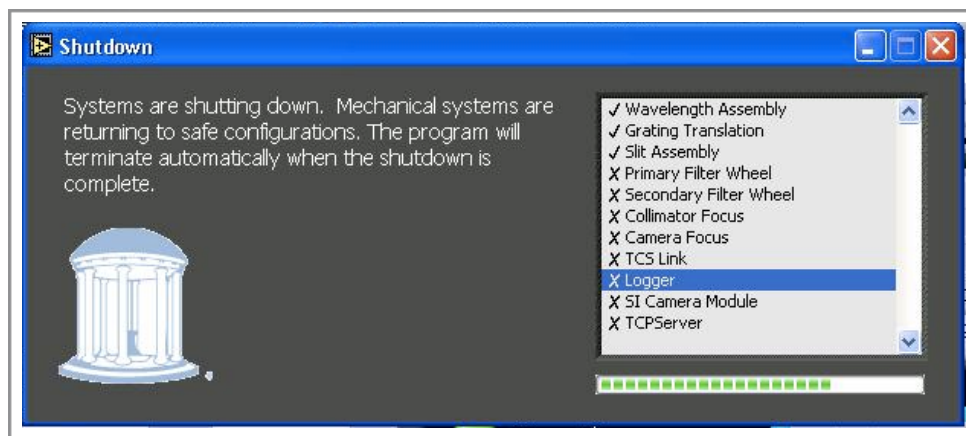 Shutdown
Systems are shutting down. Mechanical systems are
returning to safe configurations. The program will
terminate automatically when the shutdown is
complete.
✓ Wavelength Assembly
✓ Grating Translation
✓ Slit Assembly
X Primary Filter Wheel
X Secondary Filter Wheel
X Collimator Focus
X Camera Focus
X TCS Link
X Logger
X SI Camera Module
X TCPServer